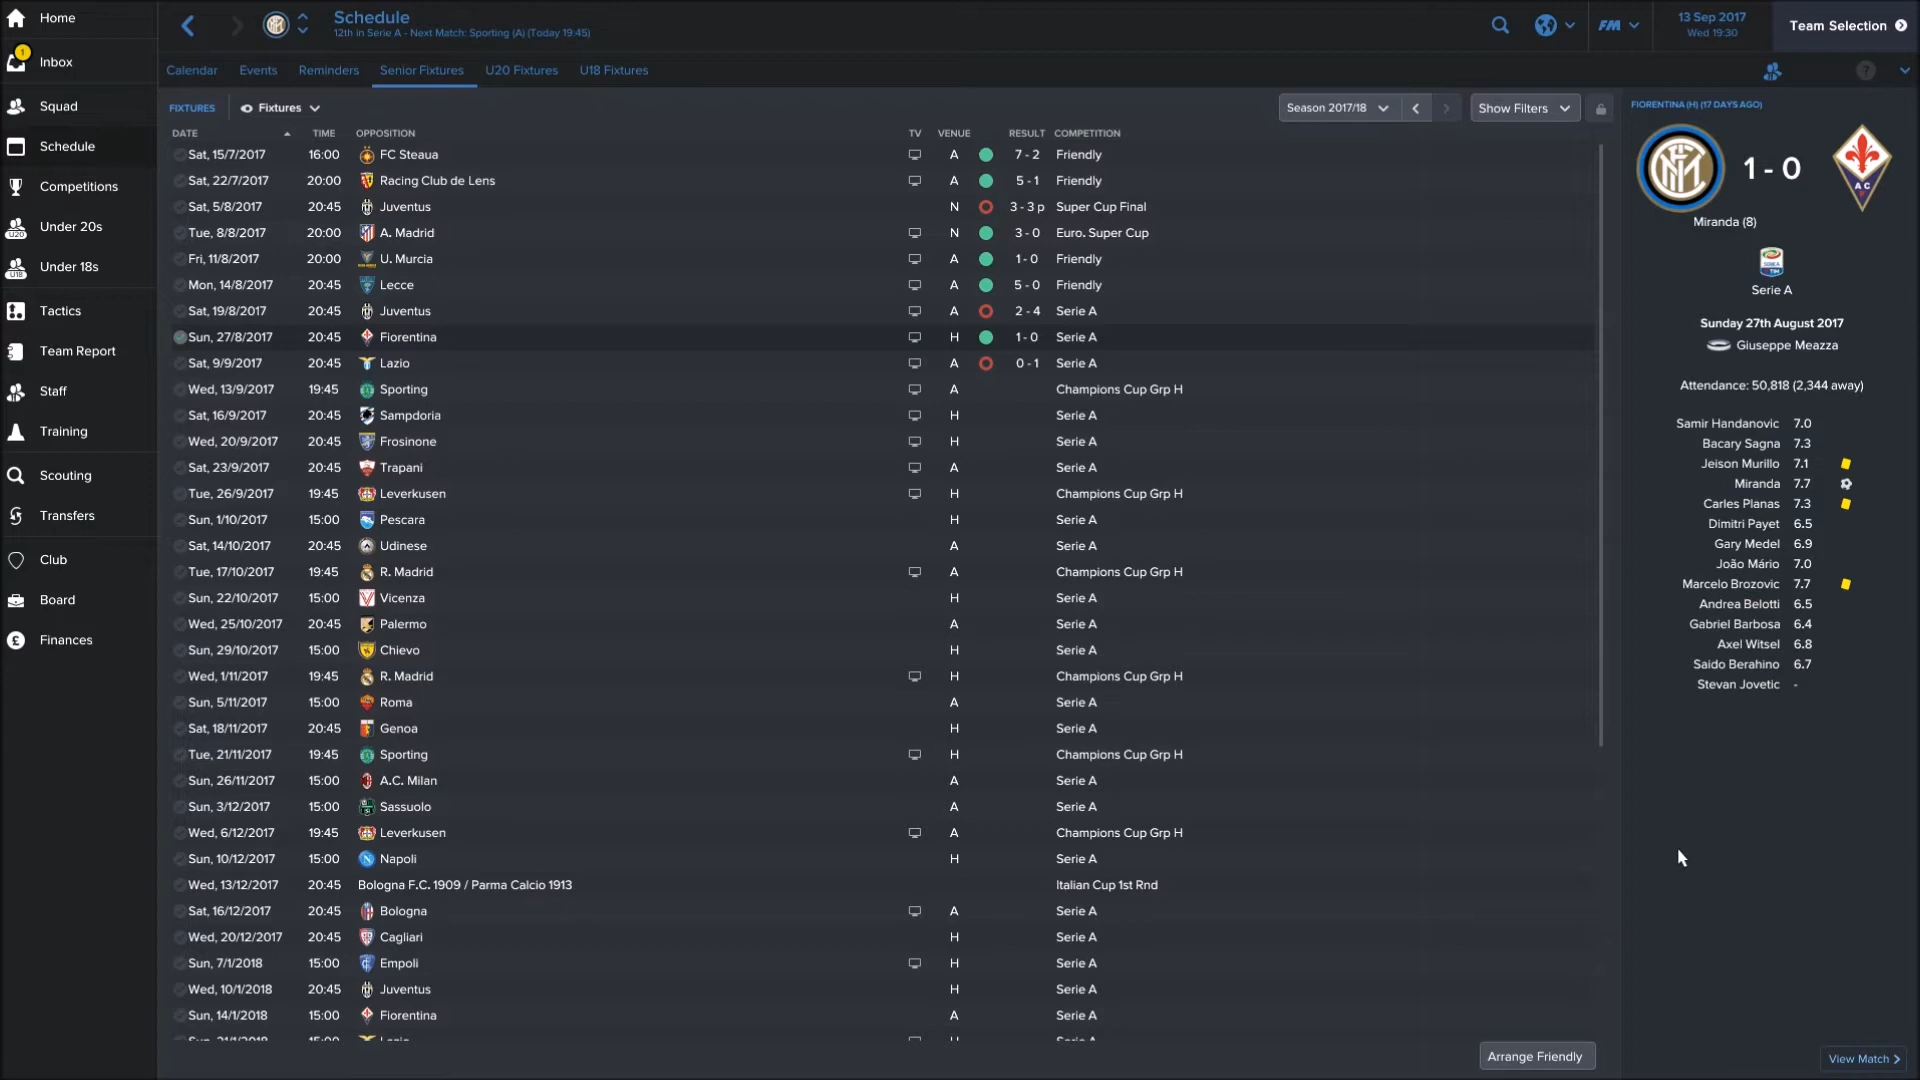 Home
1
Inbox
Squad
Schedule
Competitions
U20
Under 20s
U18
Under 18s
Tactics
Team Report
Staff
Training
Scouting
Transfers
Club
Board
£ Finances
Schedule
12th in Serie A - Next Match: Sporting (A) (Today 19:45)
FM
13 Sep 2017
Wed 19:30
Team Selection
Calendar Events Reminders Senior Fixtures U20 Fixtures U18 Fixtures
?
FIXTURES Fixtures Season 2017/18 Show Filters
DATE TIME OPPOSITION TV VENUE RESULT COMPETITION
Sat, 15/7/2017 16:00 FC Steaua A 7 - 2 Friendly
Sat, 22/7/2017 20:00 Racing Club de Lens A 5 - 1 Friendly
Sat, 5/8/2017 20:45 Juventus N 3 - 3 p Super Cup Final
Tue, 8/8/2017 20:00 A. Madrid N 3 - 0 Euro. Super Cup
Fri, 11/8/2017 20:00 U. Murcia A 1 - 0 Friendly
Mon, 14/8/2017 20:45 Lecce A 5 - 0 Friendly
Sat, 19/8/2017 20:45 Juventus A 2 - 4 Serie A
Sun, 27/8/2017 20:45 Fiorentina H 1 - 0 Serie A
Sat, 9/9/2017 20:45 Lazio A 0 - 1 Serie A
Wed, 13/9/2017 19:45 Sporting A Champions Cup Grp H
Sat, 16/9/2017 20:45 Sampdoria H Serie A
Wed, 20/9/2017 20:45 Frosinone H Serie A
Sat, 23/9/2017 20:45 Trapani A Serie A
Tue, 26/9/2017 19:45 Leverkusen H Champions Cup Grp H
Sun, 1/10/2017 15:00 Pescara H Serie A
Sat, 14/10/2017 20:45 Udinese A Serie A
Tue, 17/10/2017 19:45 R. Madrid A Champions Cup Grp H
Sun, 22/10/2017 15:00 Vicenza H Serie A
Wed, 25/10/2017 20:45 Palermo A Serie A
Sun, 29/10/2017 15:00 Chievo H Serie A
Wed, 1/11/2017 19:45 R. Madrid H Champions Cup Grp H
Sun, 5/11/2017 15:00 Roma A Serie A
Sat, 18/11/2017 20:45 Genoa H Serie A
Tue, 21/11/2017 19:45 Sporting H Champions Cup Grp H
Sun, 26/11/2017 15:00 A.C. Milan A Serie A
Sun, 3/12/2017 15:00 Sassuolo A Serie A
Wed, 6/12/2017 19:45 Leverkusen A Champions Cup Grp H
Sun, 10/12/2017 15:00 Napoli H Serie A
Wed, 13/12/2017 20:45 Bologna F.C. 1909 / Parma Calcio 1913 Italian Cup 1st Rnd
Sat, 16/12/2017 20:45 Bologna A Serie A
Wed, 20/12/2017 20:45 Cagliari H Serie A
Sun, 7/1/2018 15:00 Empoli H Serie A
Wed, 10/1/2018 20:45 Juventus H Serie A
Sun, 14/1/2018 15:00 Fiorentina A Serie A
Sun, 21/1/2018 15:00 Lazio H Serie A
Arrange Friendly
FIORENTINA (H) (17 DAYS AGO)
1 - 0
A C
Miranda (8)
SERIE A
TIM
Serie A
Sunday 27th August 2017
Giuseppe Meazza
Attendance: 50,818 (2,344 away)
Samir Handanovic 7.0
Bacary Sagna 7.3
Jeison Murillo 7.1
Miranda 7.7
Carles Planas 7.3
Dimitri Payet 6.5
Gary Medel 6.9
João Mário 7.0
Marcelo Brozovic 7.7
Andrea Belotti 6.5
Gabriel Barbosa 6.4
Axel Witsel 6.8
Saido Berahino 6.7
Stevan Jovetic -
View Match